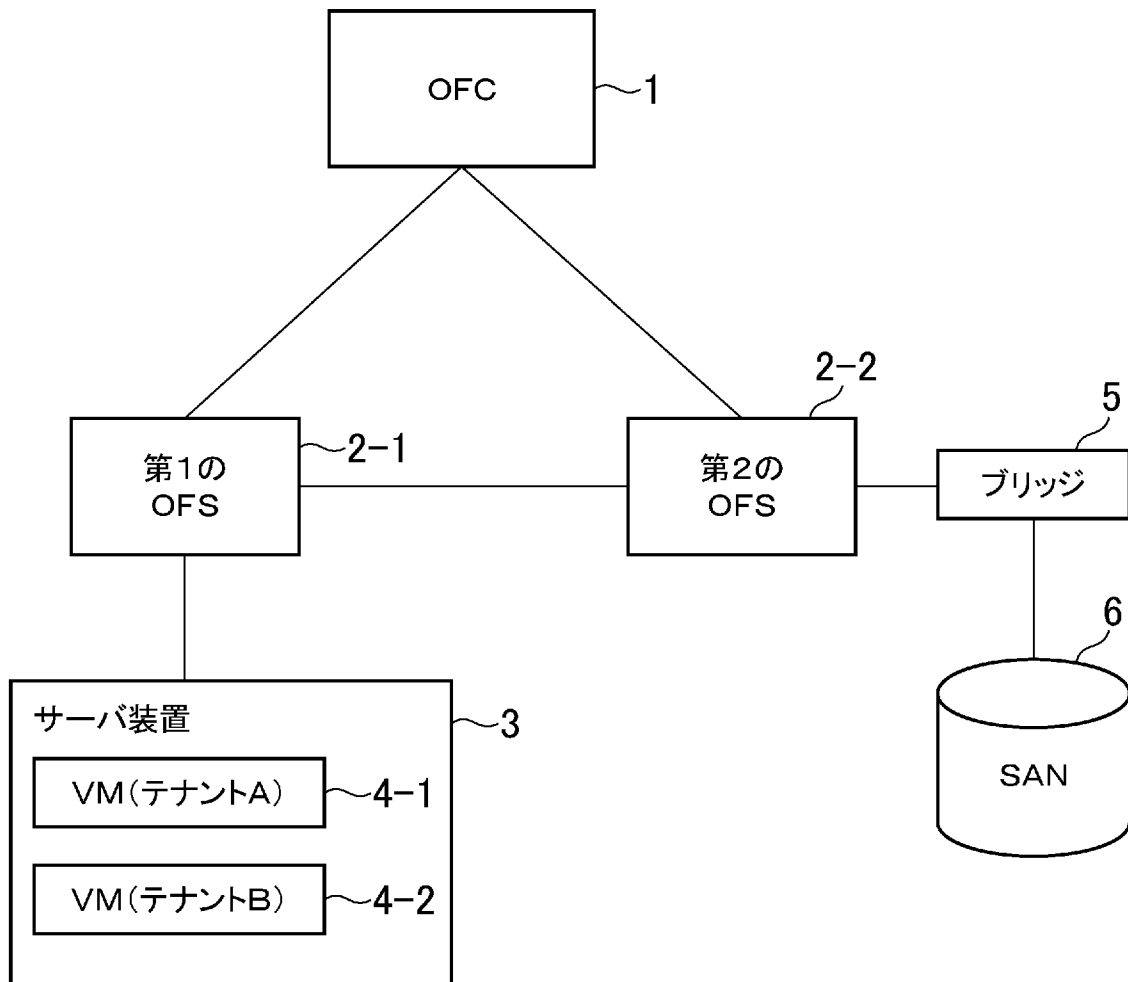 OFC
1
2-2
5
第1の
OFS
2-1
第2の
OFS
ブリッジ
6
サーバ装置
3
VM(テナントA)
4-1
SAN
VM(テナントB)
4-2